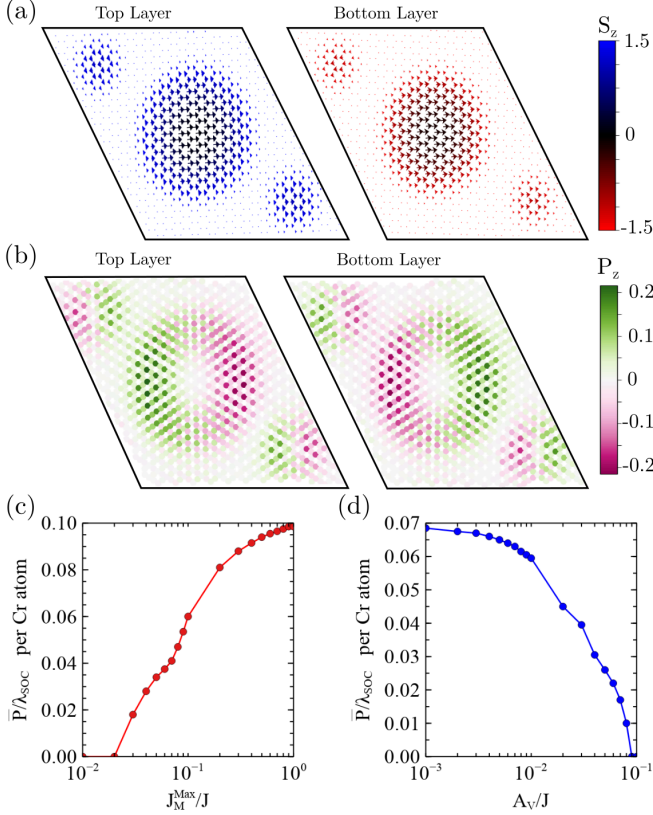 (a)
Top Layer
Bottom Layer
S_z
1.5
0
-1.5
(b)
Top Layer
Bottom Layer
P_z
0.2
0.1
0
-0.1
-0.2
(c)
0.10
0.08
0.06
0.04
0.02
0.00
P̅/λ_SOC per Cr atom
10^-2
10^-1
10^0
J_M^Max/J
(d)
0.07
0.06
0.05
0.04
0.03
0.02
0.01
0.00
P̅/λ_SOC per Cr atom
10^-3
10^-2
10^-1
A_V/J